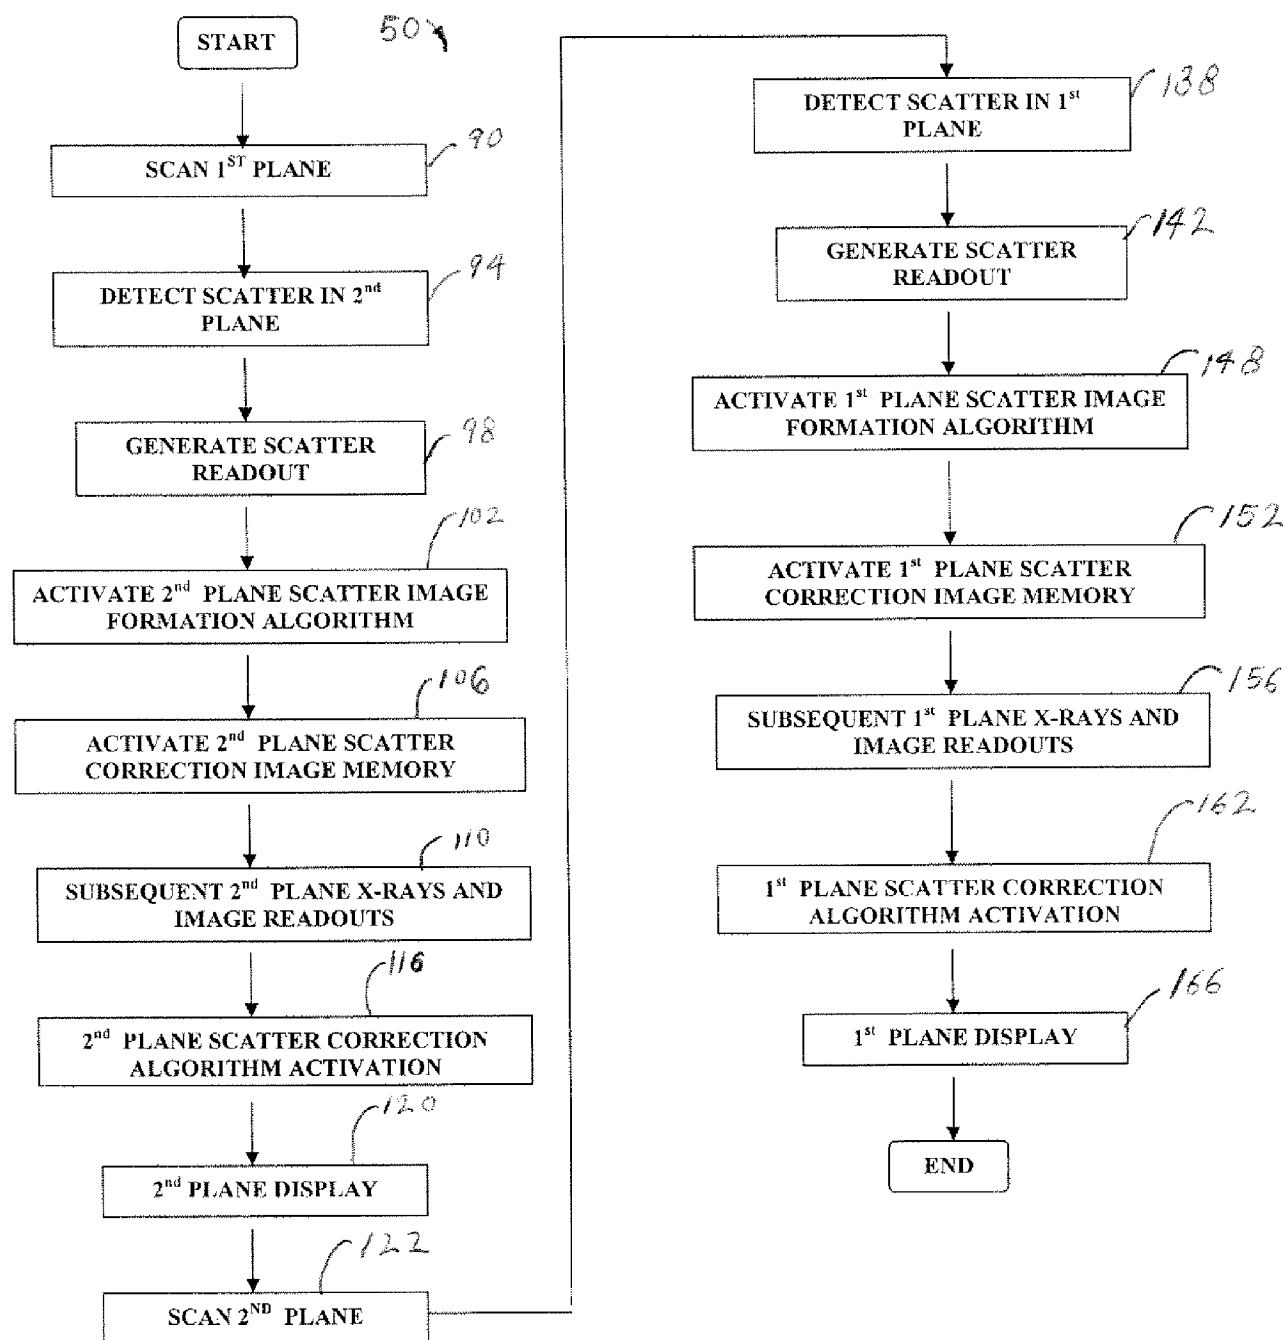 START
50
SCAN 1ST PLANE
90
DETECT SCATTER IN 2nd
PLANE
94
GENERATE SCATTER
READOUT
98
ACTIVATE 2nd PLANE SCATTER IMAGE
FORMATION ALGORITHM
102
ACTIVATE 2nd PLANE SCATTER
CORRECTION IMAGE MEMORY
106
SUBSEQUENT 2nd PLANE X-RAYS AND
IMAGE READOUTS
110
2nd PLANE SCATTER CORRECTION
ALGORITHM ACTIVATION
116
2nd PLANE DISPLAY
120
SCAN 2ND PLANE
122
DETECT SCATTER IN 1st
PLANE
138
GENERATE SCATTER
READOUT
142
ACTIVATE 1st PLANE SCATTER IMAGE
FORMATION ALGORITHM
148
ACTIVATE 1st PLANE SCATTER
CORRECTION IMAGE MEMORY
152
SUBSEQUENT 1st PLANE X-RAYS AND
IMAGE READOUTS
156
1st PLANE SCATTER CORRECTION
ALGORITHM ACTIVATION
162
1st PLANE DISPLAY
166
END